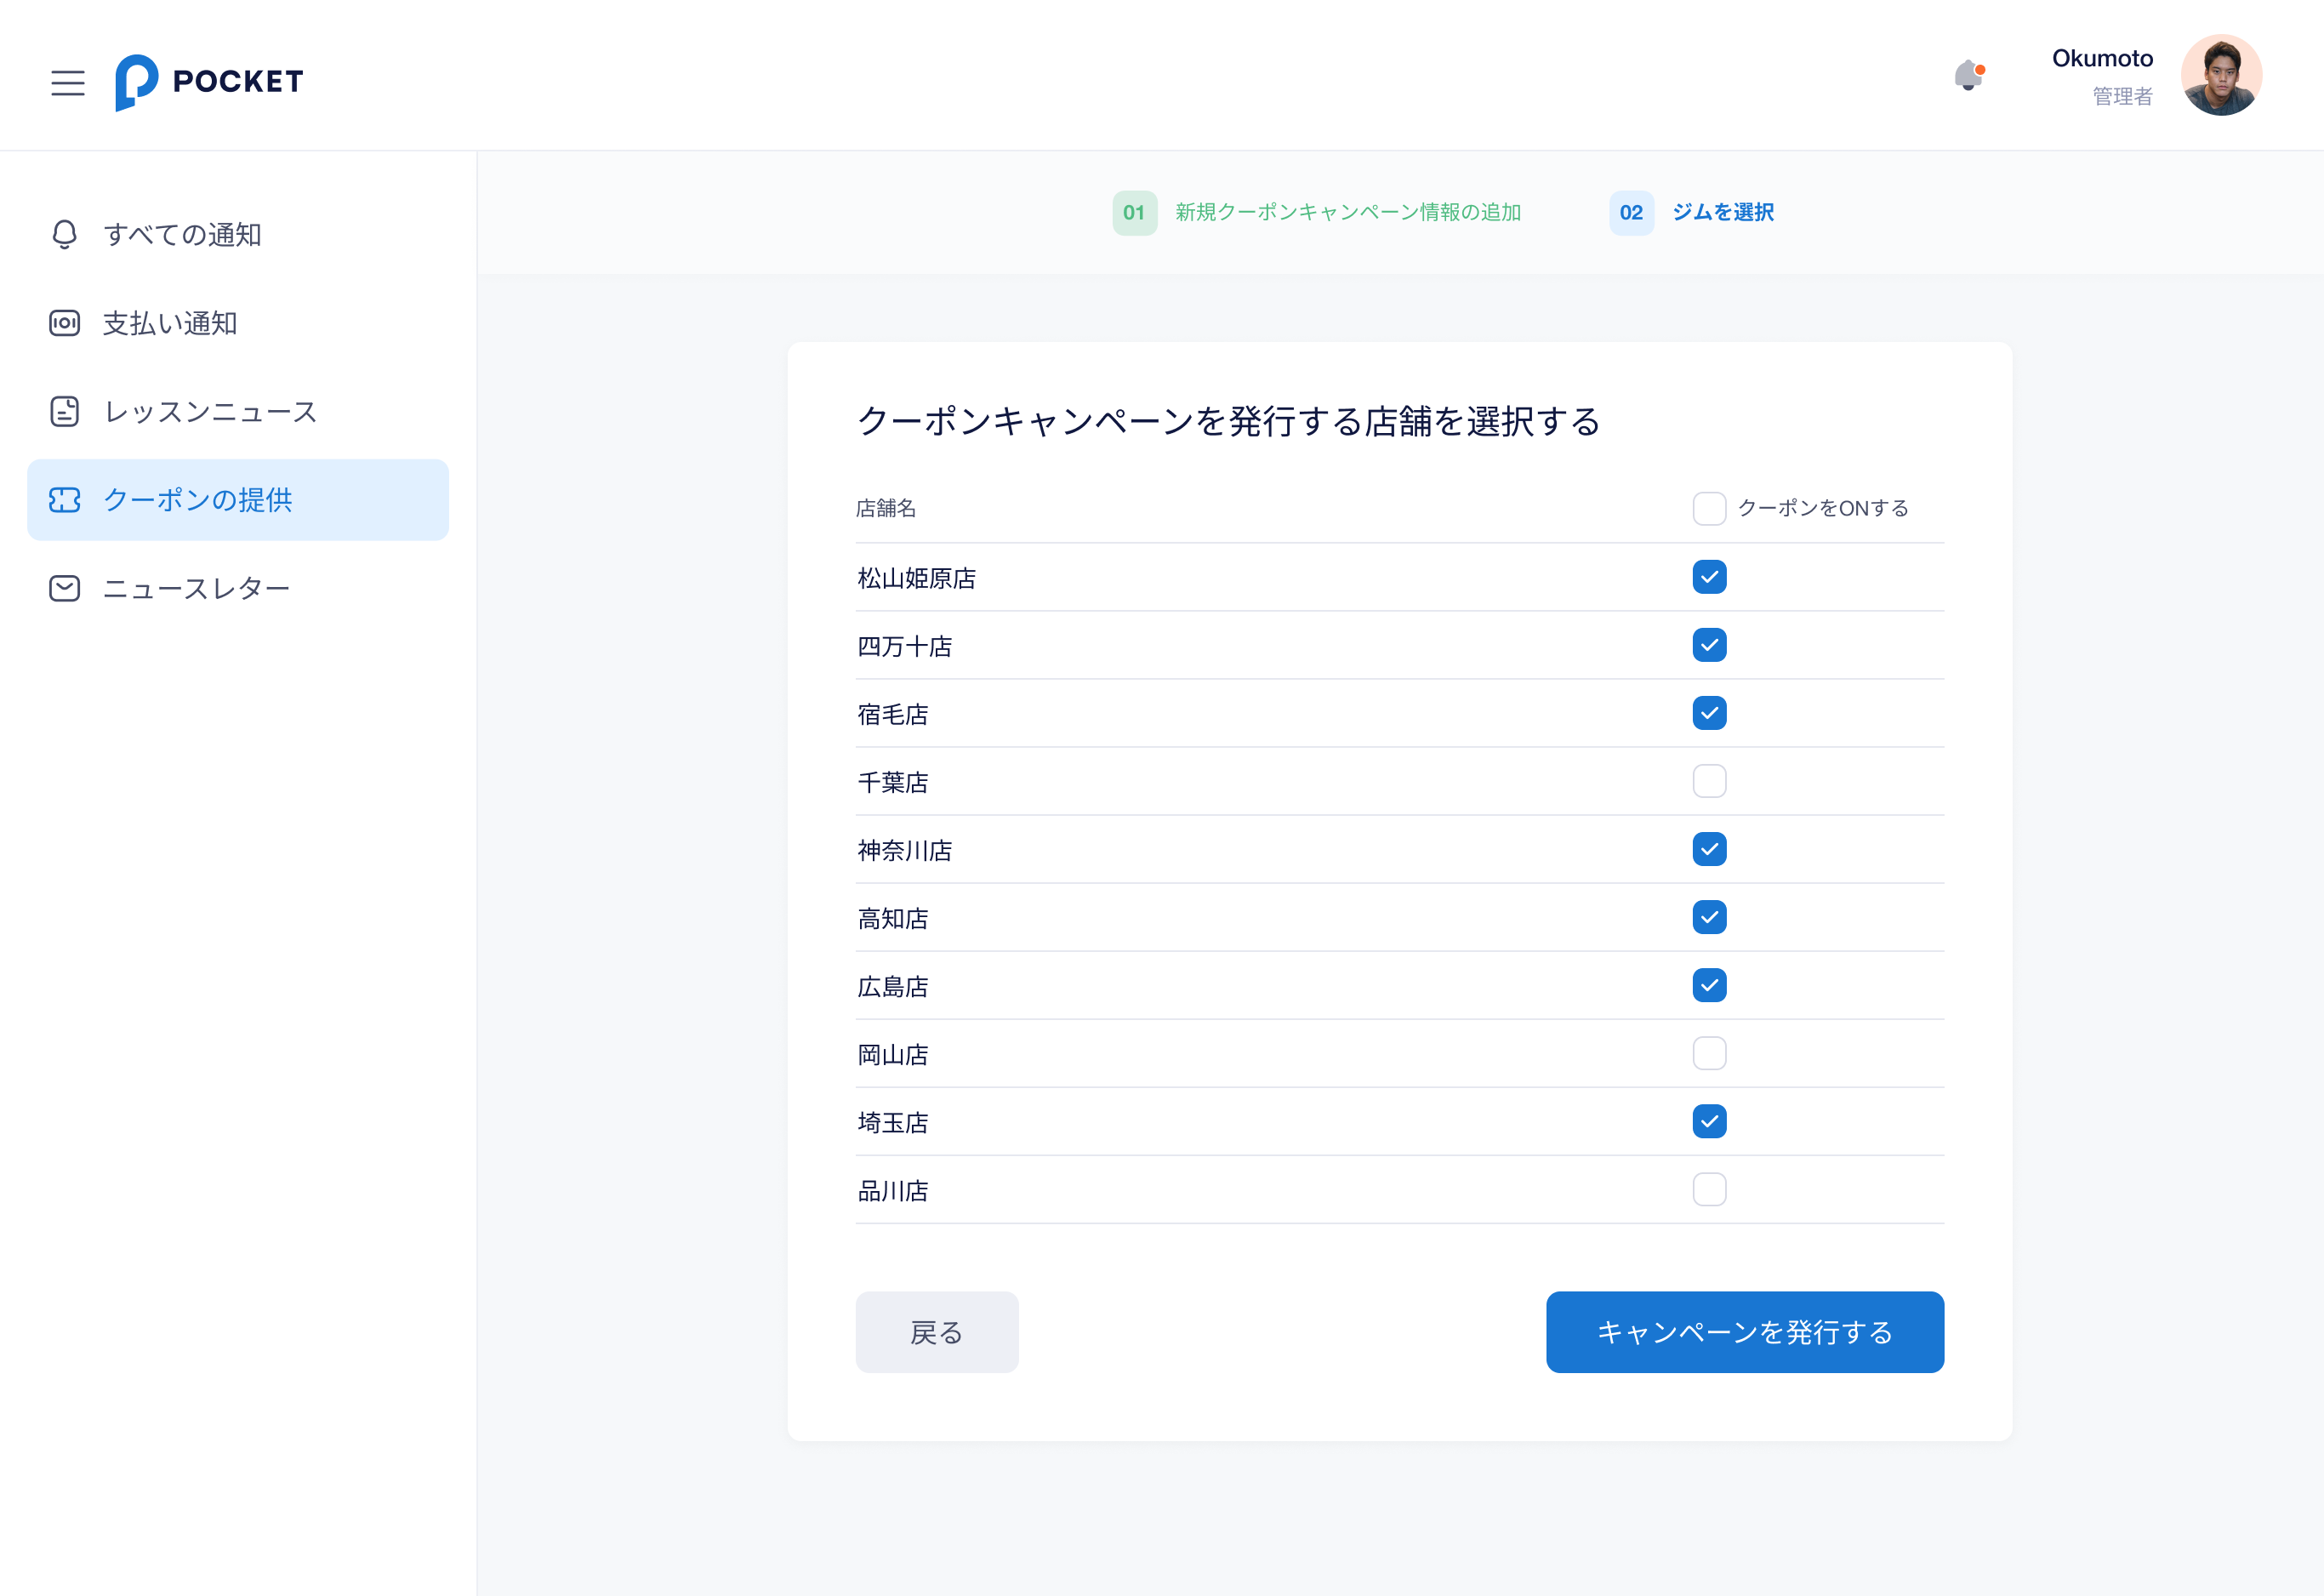 POCKET
Okumoto
管理者
すべての通知
支払い通知
レッスンニュース
クーポンの提供
ニュースレター
01 新規クーポンキャンペーン情報の追加
02 ジムを選択
クーポンキャンペーンを発行する店舗を選択する
店舗名 クーポンをONする
松山姫原店
四万十店
宿毛店
千葉店
神奈川店
高知店
広島店
岡山店
埼玉店
品川店
戻る キャンペーンを発行する